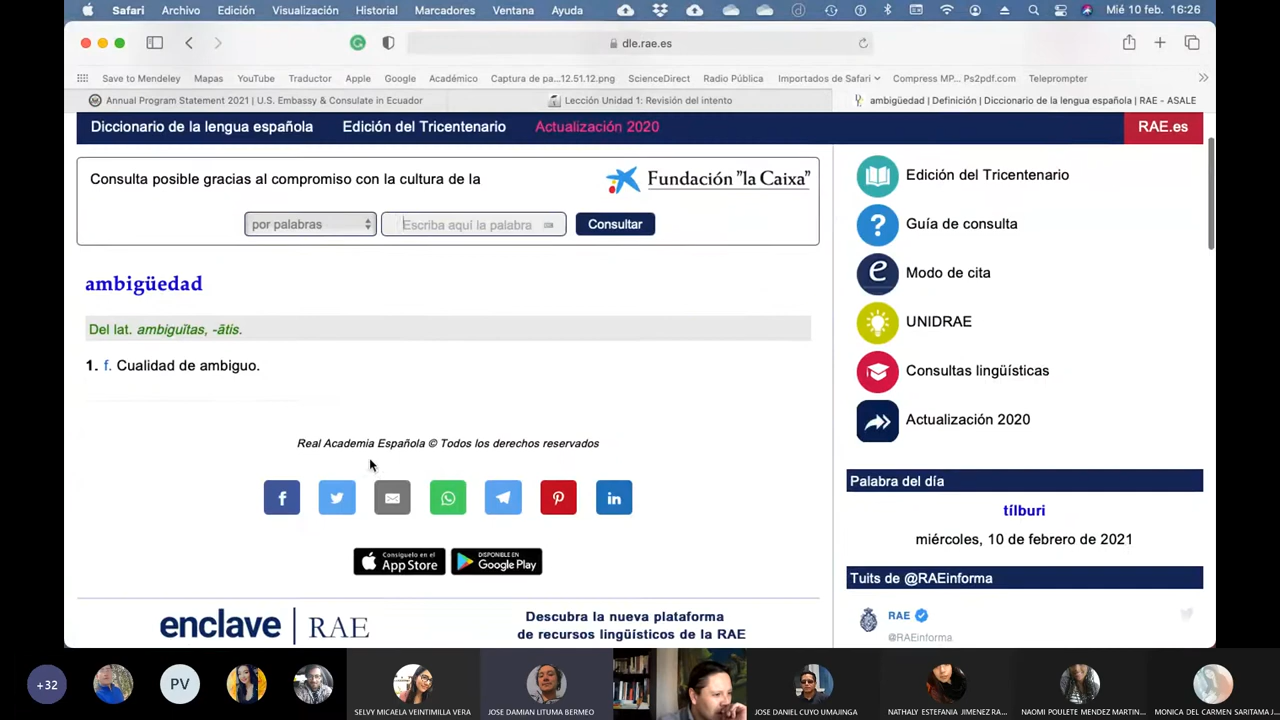 Safari Archivo Edición Visualización Historial Marcadores Ventana Ayuda Mié 10 feb. 16:26
dle.rae.es
Save to Mendeley Mapas YouTube Traductor Apple Google Académico Captura de pa...12.51.12.png ScienceDirect Radio Pública Importados de Safari Compress MP... Ps2pdf.com Teleprompter
Annual Program Statement 2021 | U.S. Embassy & Consulate in Ecuador Lección Unidad 1: Revisión del intento ambigüedad | Definición | Diccionario de la lengua española | RAE - ASALE
Diccionario de la lengua española Edición del Tricentenario Actualización 2020 RAE.es
Consulta posible gracias al compromiso con la cultura de la Fundación "la Caixa"
por palabras Escriba aquí la palabra Consultar
ambigüedad
Del lat. ambiguĭtas, -ātis.
1. f. Cualidad de ambiguo.
Real Academia Española © Todos los derechos reservados
Consíguelo en el App Store
DISPONIBLE EN Google Play
enclave RAE
Descubra la nueva plataforma
de recursos lingüísticos de la RAE
Edición del Tricentenario
Guía de consulta
Modo de cita
UNIDRAE
Consultas lingüísticas
Actualización 2020
Palabra del día
tílburi
miércoles, 10 de febrero de 2021
Tuits de @RAEinforma
RAE
@RAEinforma
+32 PV
SELVY MICAELA VEINTIMILLA VERA JOSE DAMIAN LITUMA BERMEO JOSE DANIEL CUYO UMAJINGA NATHALY ESTEFANIA JIMENEZ RA... NAOMI POULETE MENDEZ MARTIN... MONICA DEL CARMEN SARITAMA J...